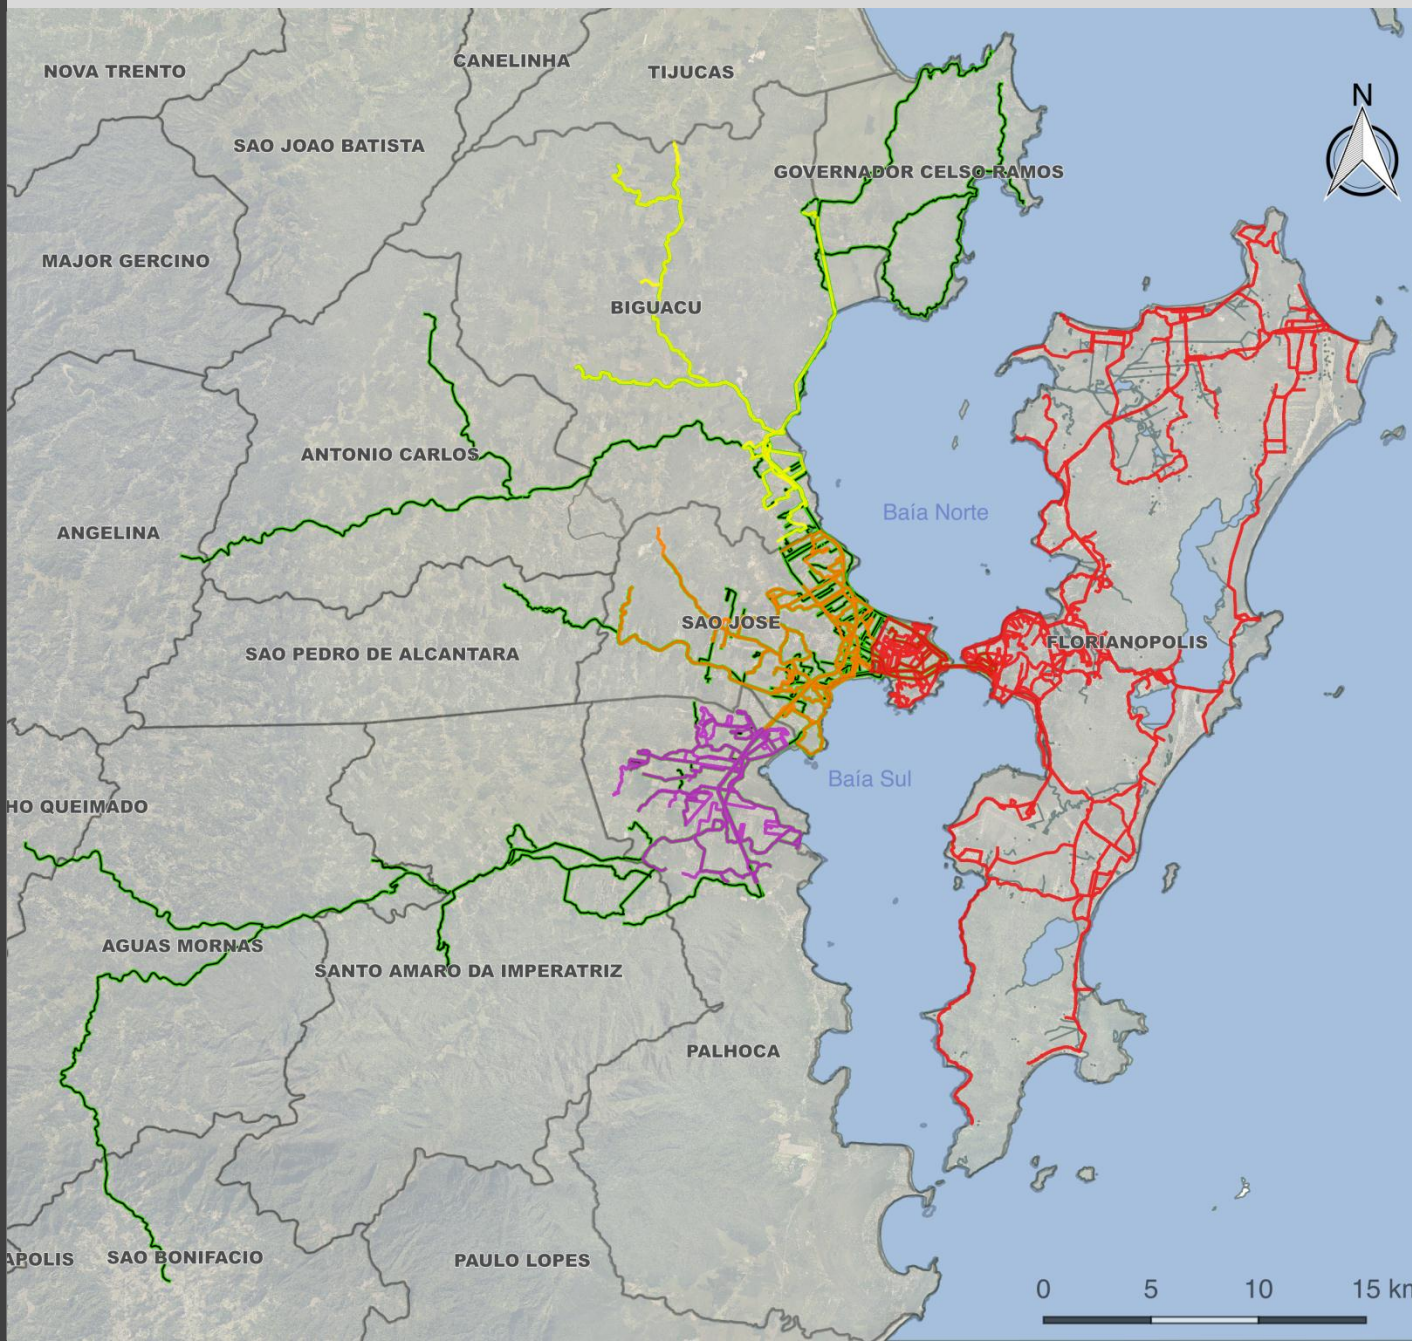 N
CANELINHA
NOVA TRENTO
TIJUCAS
SAO JOAO BATISTA
GOVERNADOR CELSO RAMOS
MAJOR GERCINO
BIGUACU
ANTONIO CARLOS
Baía Norte
ANGELINA
SAO JOSE
FLORIANOPOLIS
SAO PEDRO DE ALCANTARA
Baía Sul
HO QUEIMADO
AGUAS MORNAS
SANTO AMARO DA IMPERATRIZ
PALHOCA
APOLIS
SAO BONIFACIO
PAULO LOPES
0 5 10 15 km